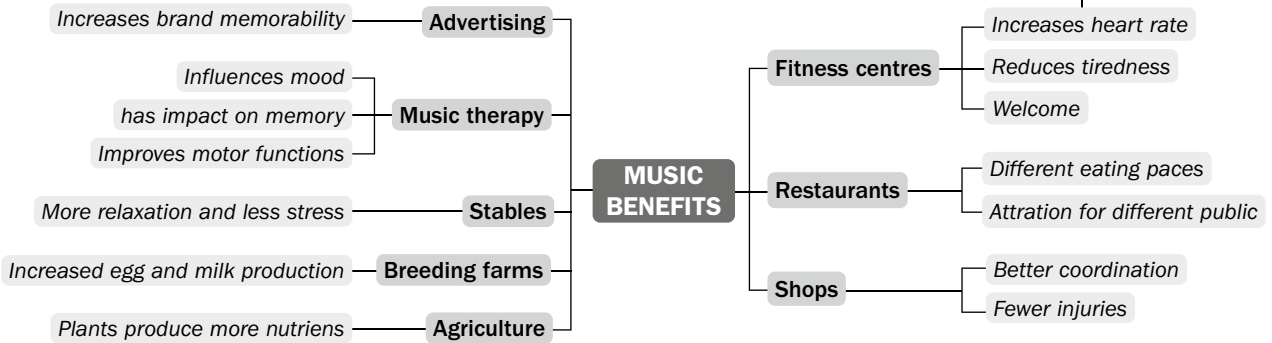 Increases brand memorability
Advertising
Influences mood
has impact on memory
Improves motor functions
Music therapy
More relaxation and less stress
Stables
Increased egg and milk production
Breeding farms
Plants produce more nutriens
Agriculture
MUSIC
BENEFITS
Fitness centres
Increases heart rate
Reduces tiredness
Welcome
Restaurants
Different eating paces
Attration for different public
Shops
Better coordination
Fewer injuries